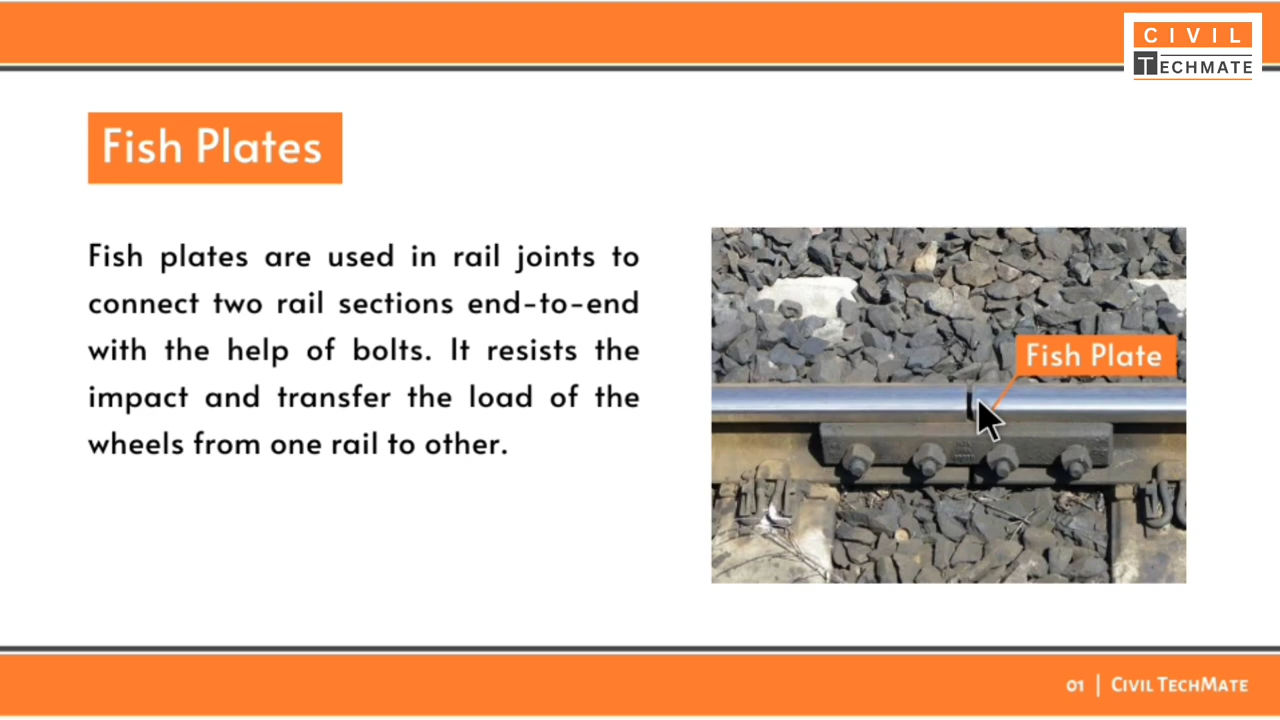 CIVIL
TECHMATE
Fish Plates
Fish plates are used in rail joints to
connect two rail sections end-to-end
with the help of bolts. It resists the
impact and transfer the load of the
wheels from one rail to other.
Fish Plate
01 | CIVIL TECHMATE